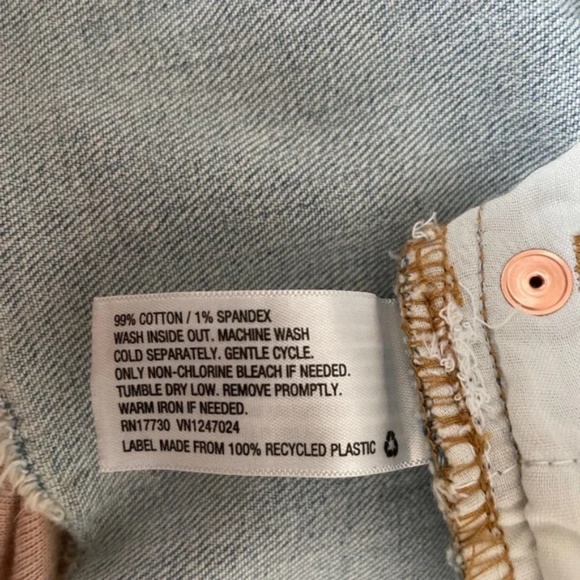 99% COTTON / 1% SPANDEX
WASH INSIDE OUT. MACHINE WASH
COLD SEPARATELY. GENTLE CYCLE.
ONLY NON-CHLORINE BLEACH IF NEEDED.
TUMBLE DRY LOW. REMOVE PROMPTLY.
WARM IRON IF NEEDED.
RN17730 VN1247024
LABEL MADE FROM 100% RECYCLED PLASTIC